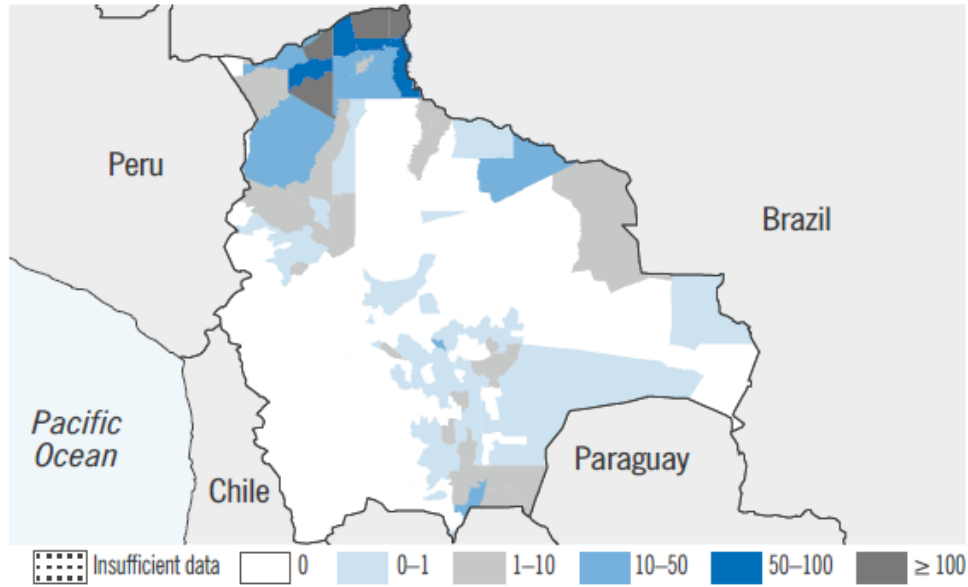 Peru
Brazil
Pacific
Ocean
Paraguay
Chile
Insufficient data 0 0–1 1–10 10–50 50–100 ≥ 100